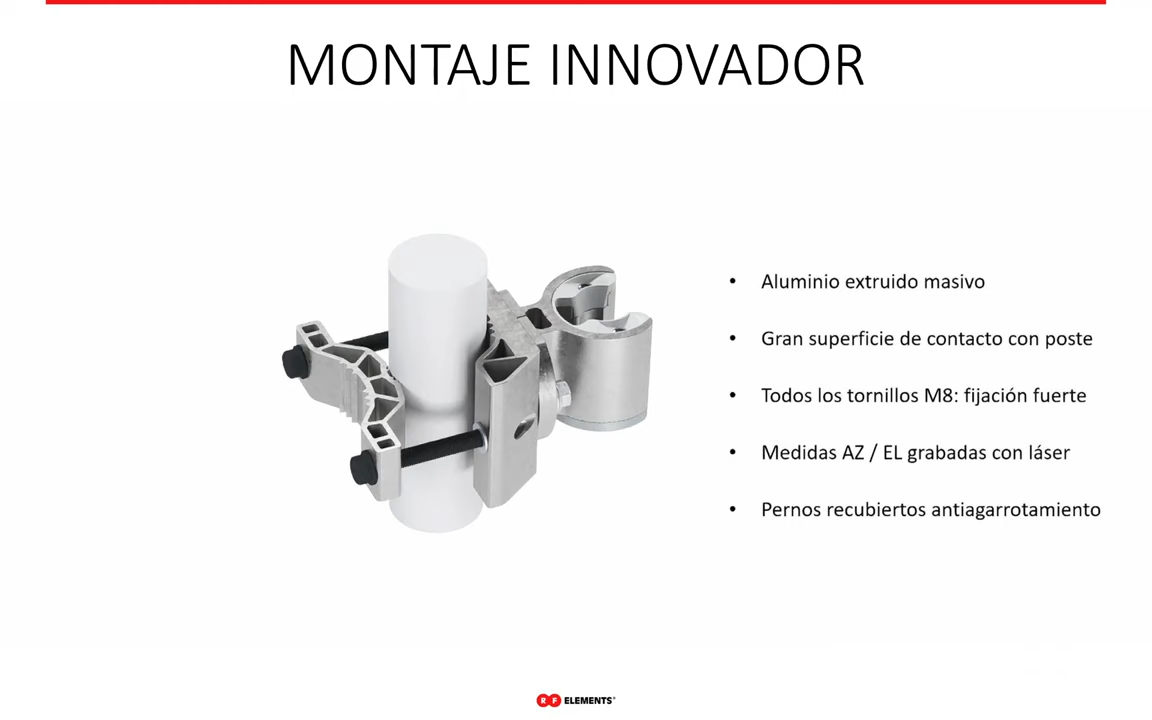 MONTAJE INNOVADOR
• Aluminio extruido masivo
• Gran superficie de contacto con poste
• Todos los tornillos M8: fijación fuerte
• Medidas AZ / EL grabadas con láser
• Pernos recubiertos antiagarrotamiento
RF ELEMENTS®